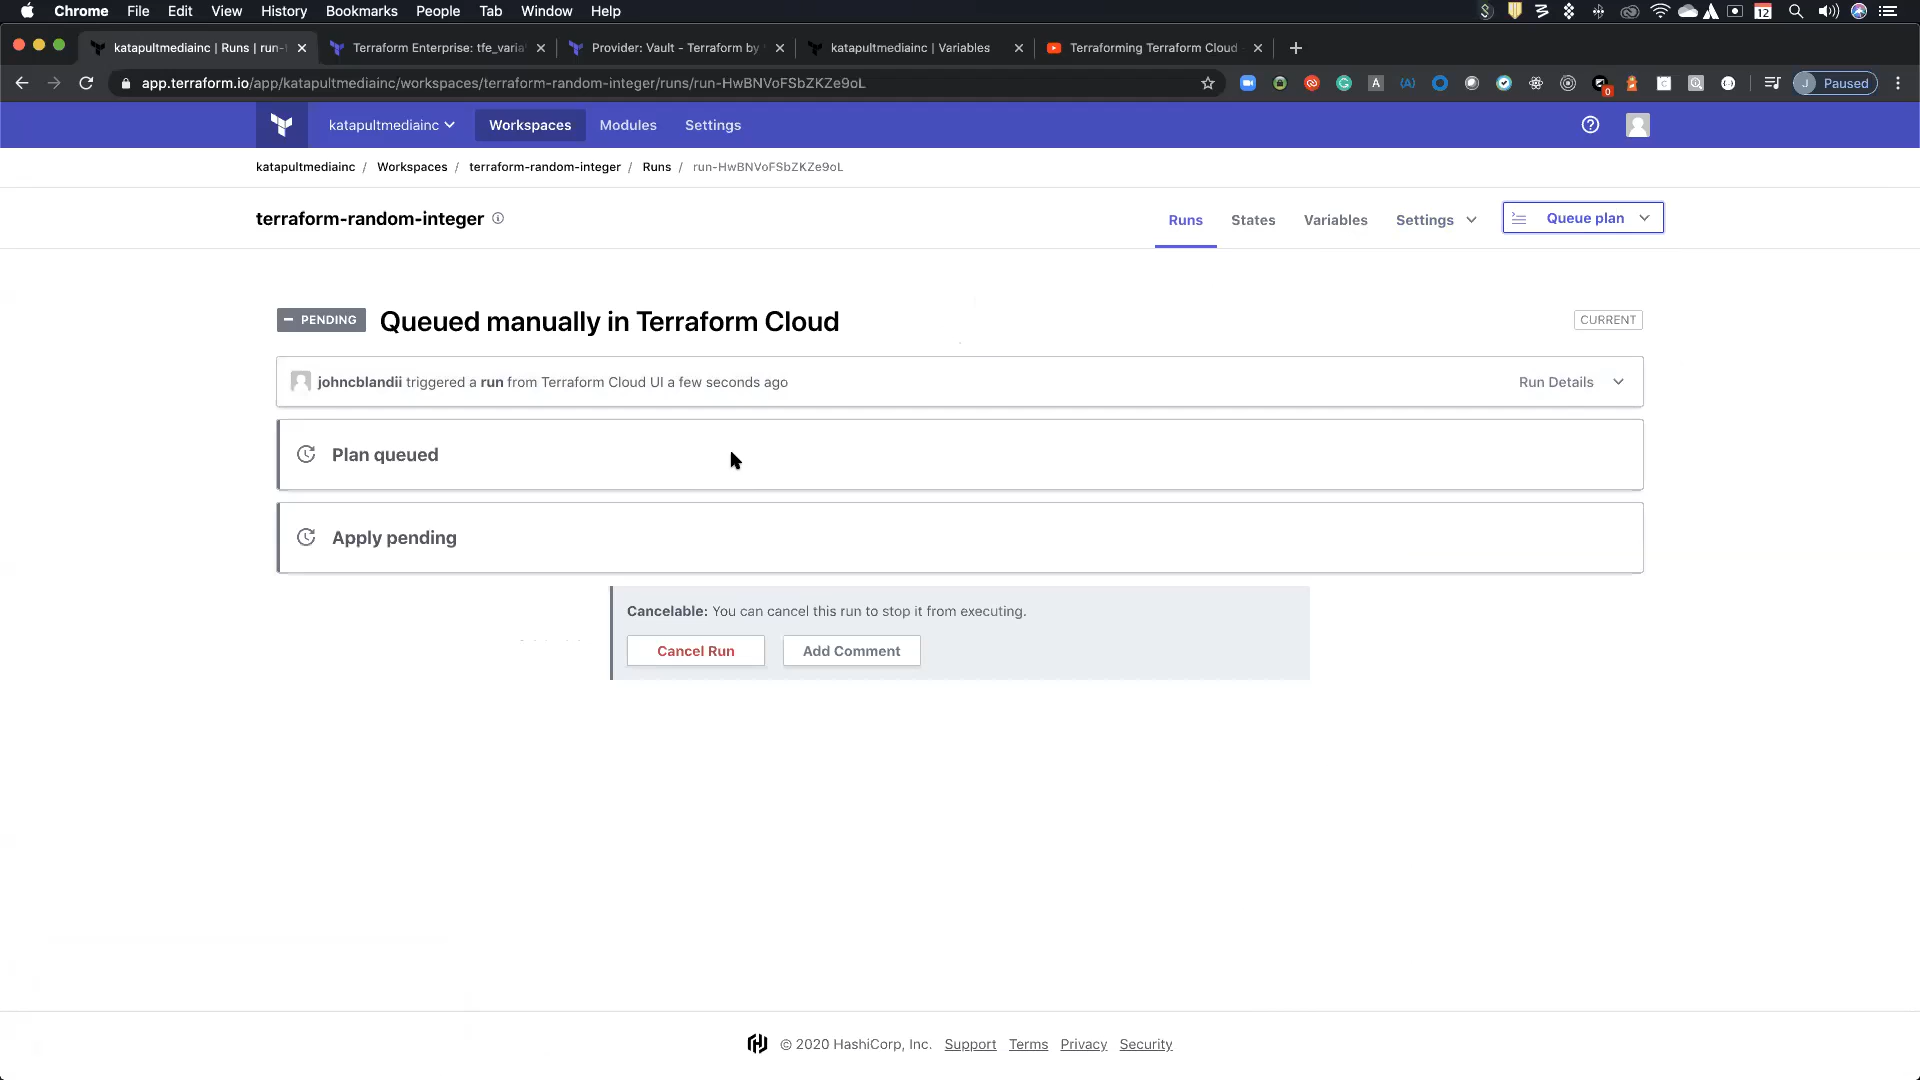 Chrome File Edit View History Bookmarks People Tab Window Help
12
katapultmediainc | Runs | run-
Terraform Enterprise: tfe_varia
Provider: Vault - Terraform by
katapultmediainc | Variables
Terraforming Terraform Cloud
app.terraform.io/app/katapultmediainc/workspaces/terraform-random-integer/runs/run-HwBNVoFSbZKZe9oL
A
(A)
0
J Paused
katapultmediainc Workspaces Modules Settings
katapultmediainc / Workspaces / terraform-random-integer / Runs / run-HwBNVoFSbZKZe9oL
terraform-random-integer
Runs States Variables Settings Queue plan
PENDING Queued manually in Terraform Cloud CURRENT
johncblandii triggered a run from Terraform Cloud UI a few seconds ago Run Details
Plan queued
Apply pending
Cancelable: You can cancel this run to stop it from executing.
Cancel Run Add Comment
© 2020 HashiCorp, Inc. Support Terms Privacy Security